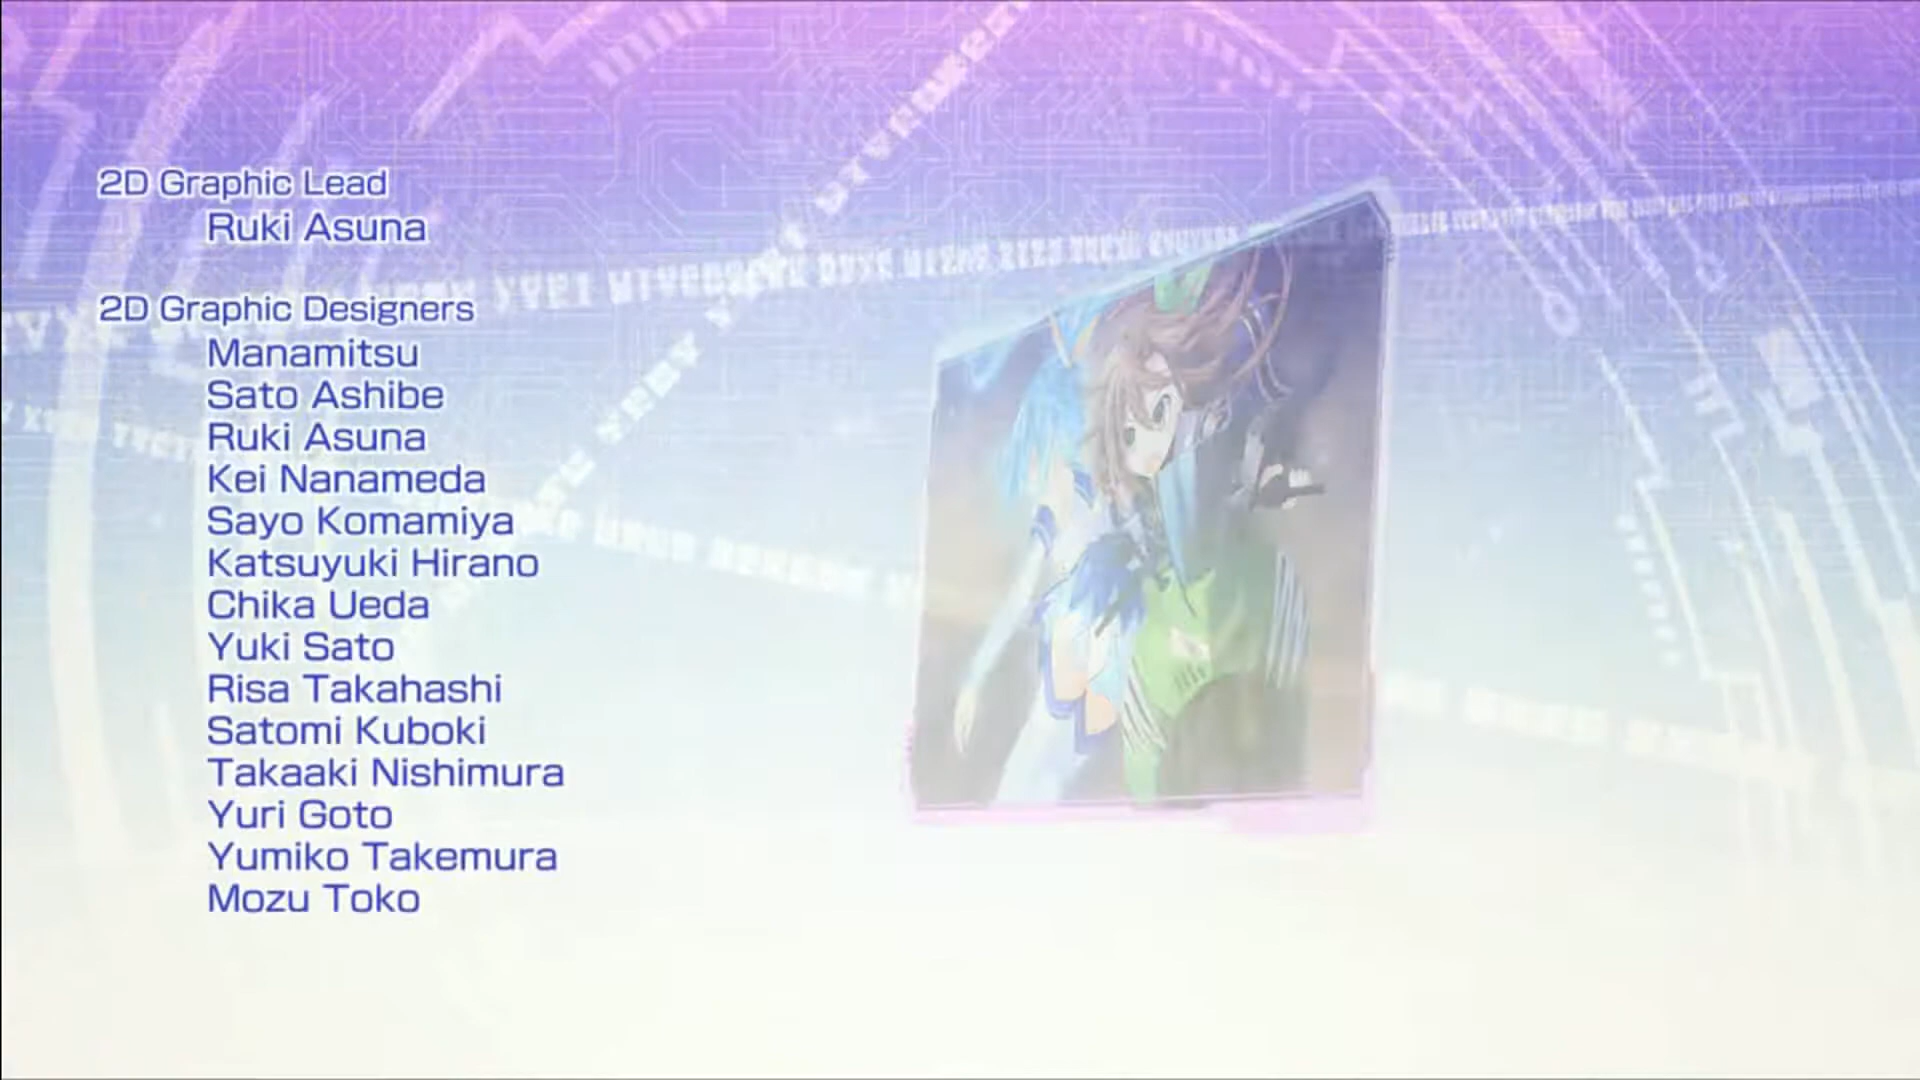 2D Graphic Lead
Ruki Asuna
2D Graphic Designers
Manamitsu
Sato Ashibe
Ruki Asuna
Kei Nanameda
Sayo Komamiya
Katsuyuki Hirano
Chika Ueda
Yuki Sato
Risa Takahashi
Satomi Kuboki
Takaaki Nishimura
Yuri Goto
Yumiko Takemura
Mozu Toko